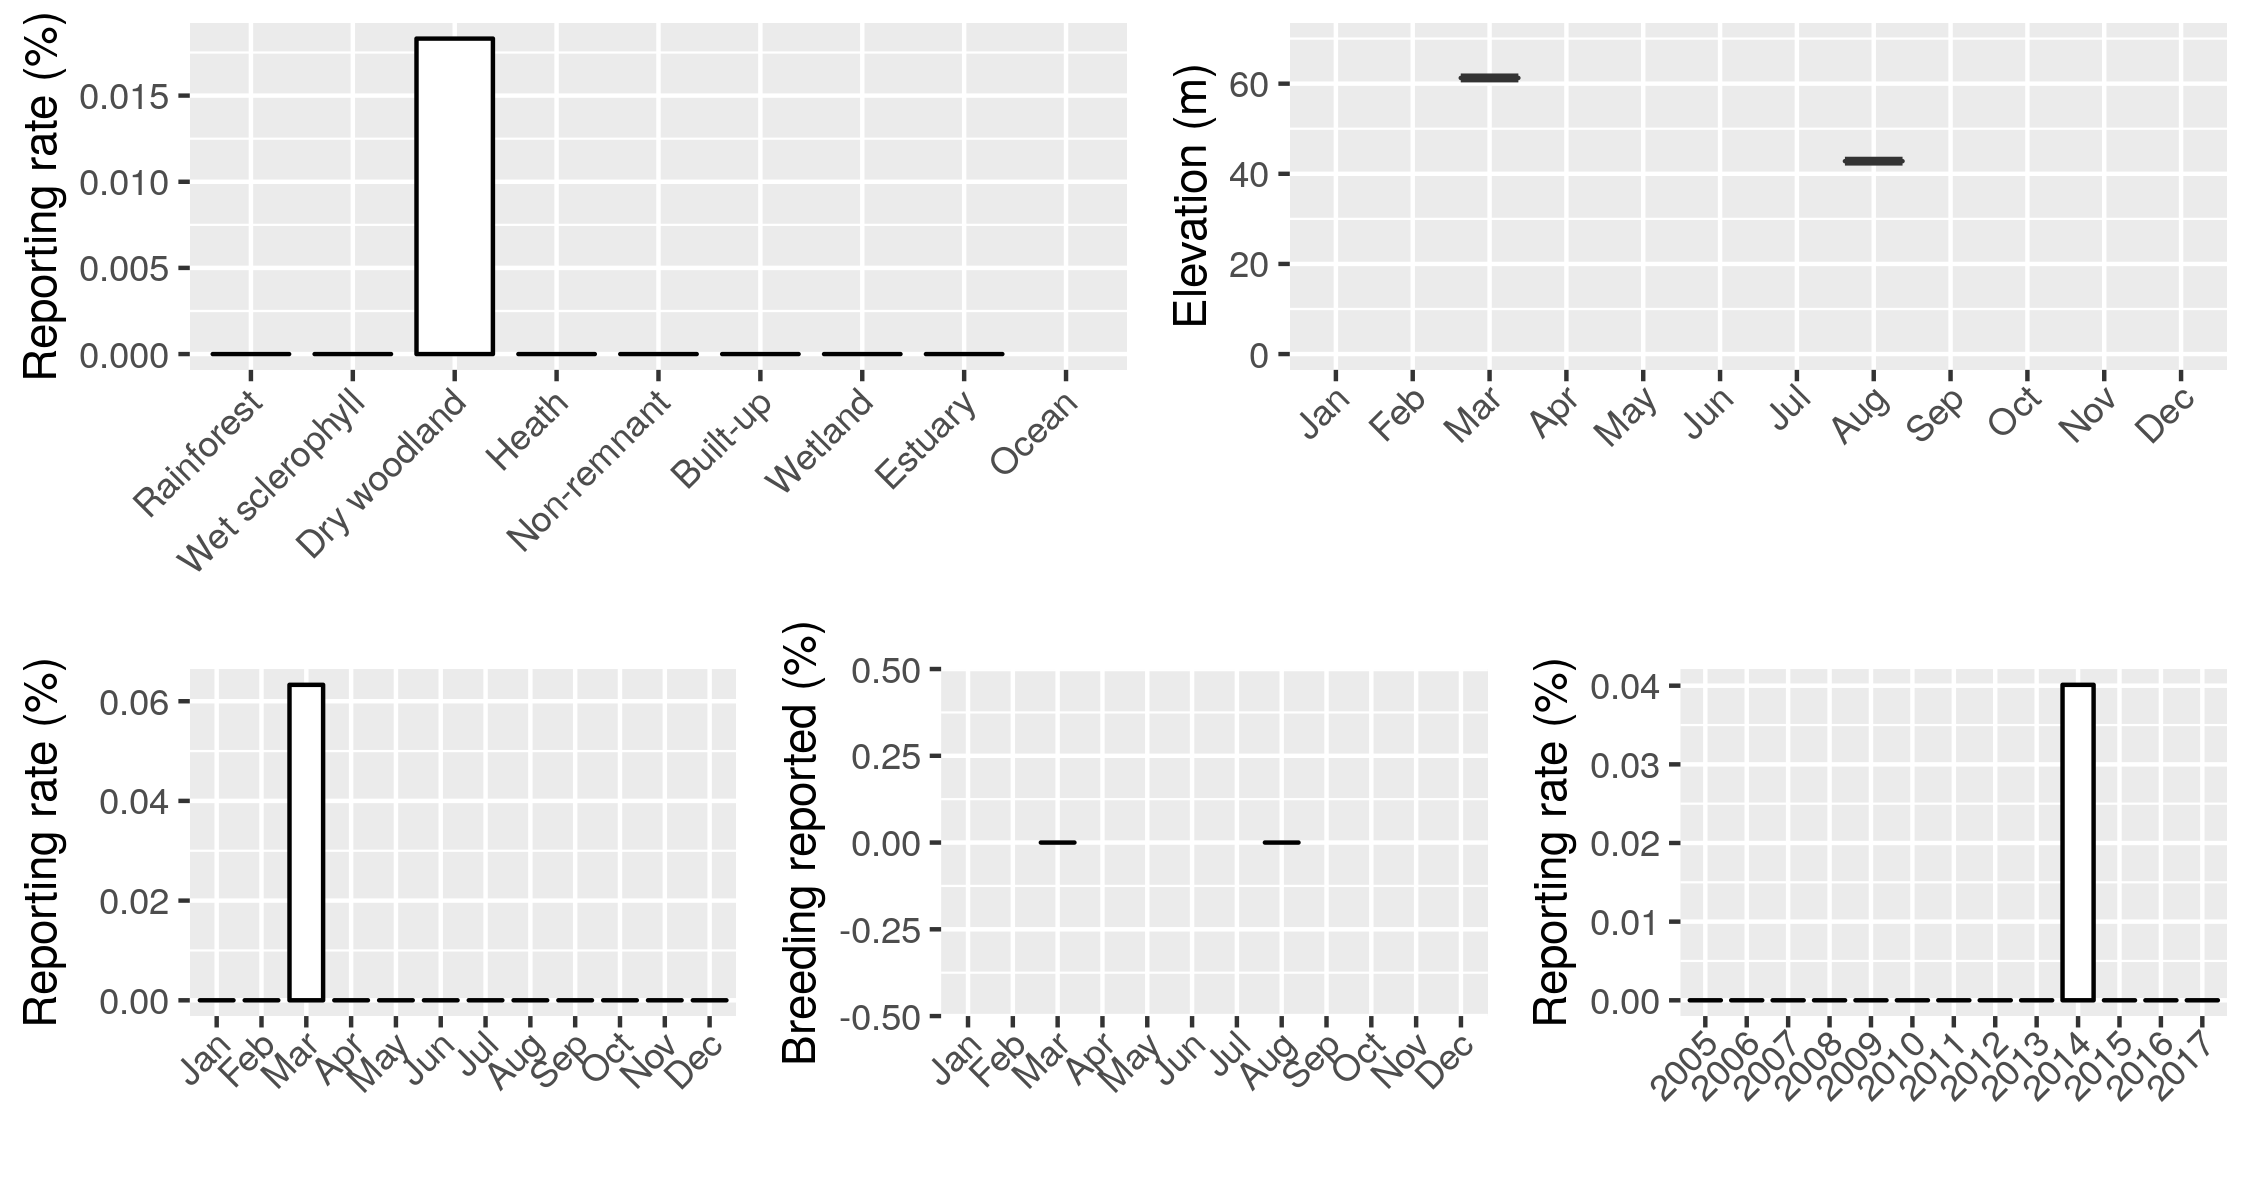 Reporting rate (%)
0.015
0.010
0.005
0.000
Rainforest
Wet sclerophyll
Dry woodland
Heath
Non-remnant
Built-up
Wetland
Estuary
Ocean
Elevation (m)
60
40
20
0
Jan
Feb
Mar
Apr
May
Jun
Jul
Aug
Sep
Oct
Nov
Dec
Reporting rate (%)
0.06
0.04
0.02
0.00
Jan
Feb
Mar
Apr
May
Jun
Jul
Aug
Sep
Oct
Nov
Dec
Breeding reported (%)
0.50
0.25
0.00
-0.25
-0.50
Jan
Feb
Mar
Apr
May
Jun
Jul
Aug
Sep
Oct
Nov
Dec
Reporting rate (%)
0.04
0.03
0.02
0.01
0.00
2005
2006
2007
2008
2009
2010
2011
2012
2013
2014
2015
2016
2017